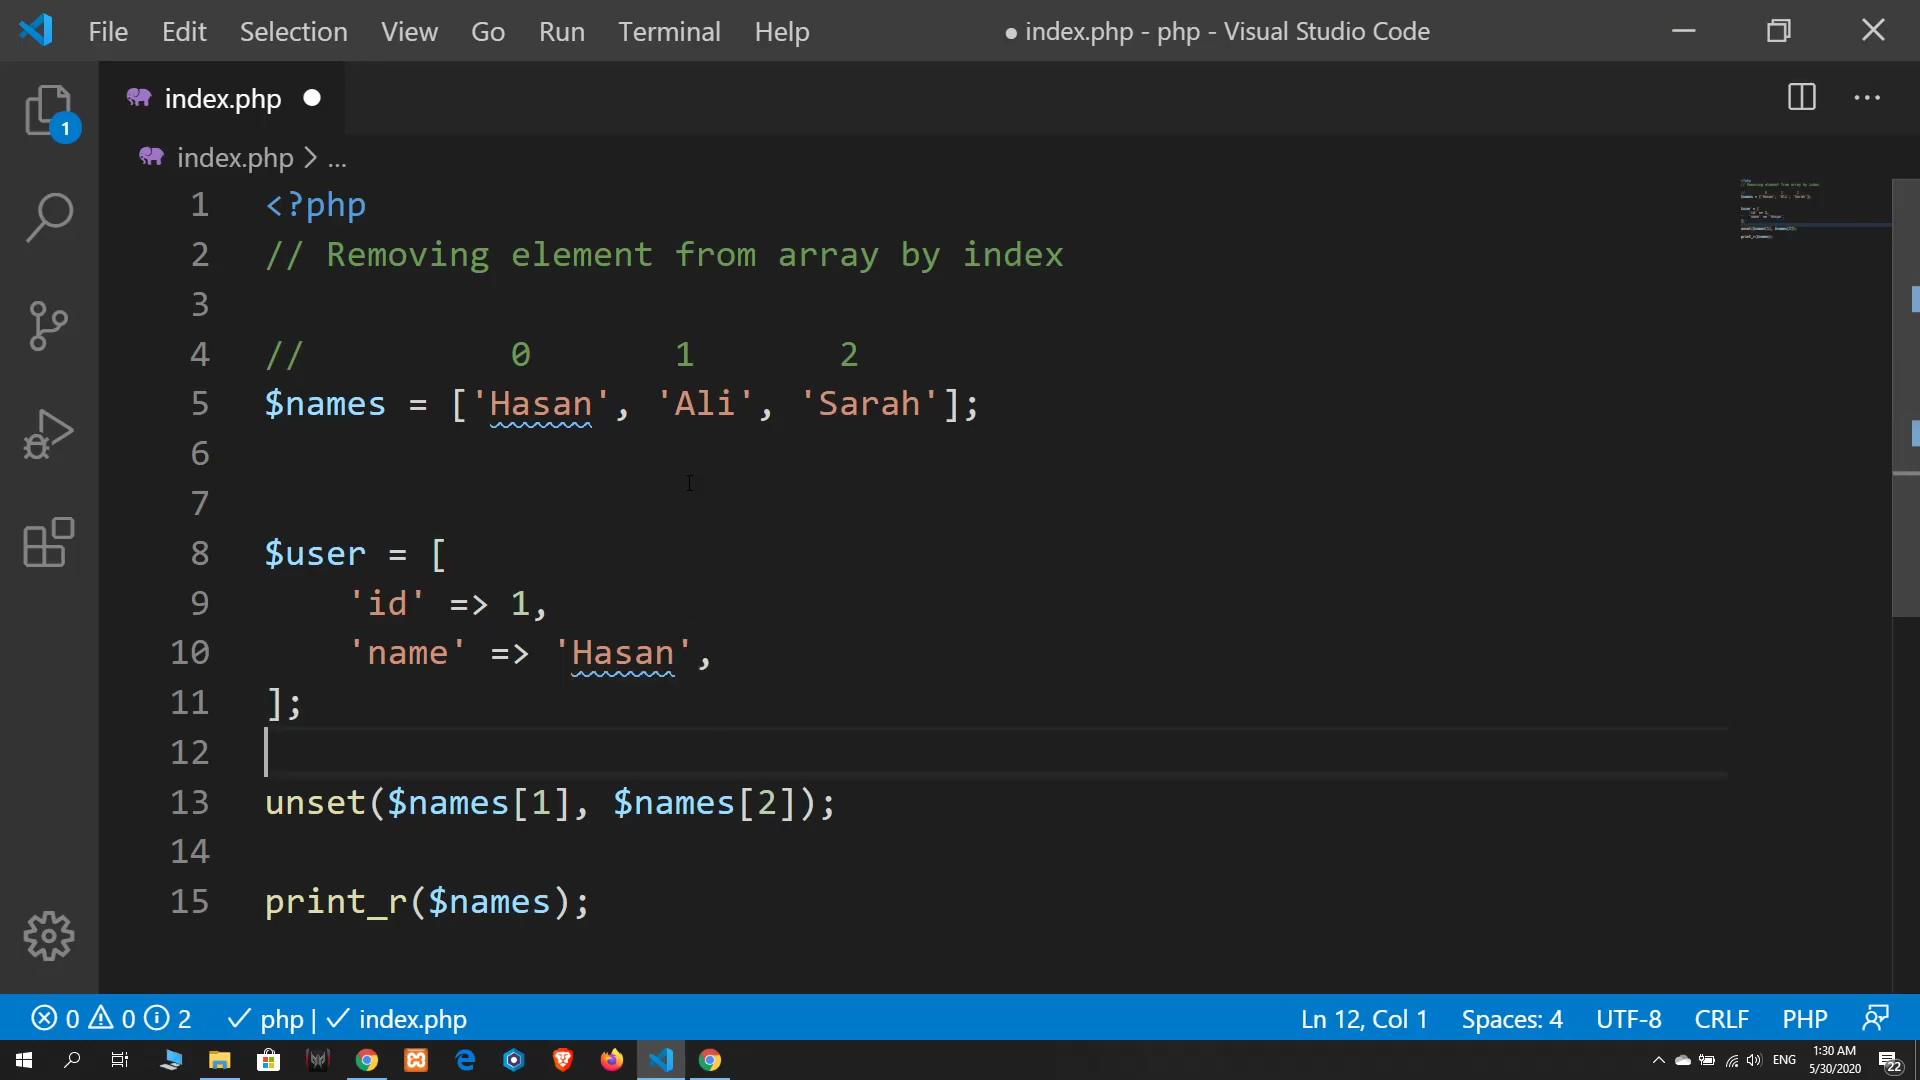 File Edit Selection View Go Run Terminal Help ● index.php - php - Visual Studio Code
index.php ●
1
index.php > ...
1 <?php
2 // Removing element from array by index
3
4 // 0 1 2
5 $names = ['Hasan', 'Ali', 'Sarah'];
6
7
8 $user = [
9 'id' => 1,
10 'name' => 'Hasan',
11 ];
12
13 unset($names[1], $names[2]);
14
15 print_r($names);
0 0 2 php | index.php Ln 12, Col 1 Spaces: 4 UTF-8 CRLF PHP
ENG 1:30 AM
5/30/2020 22